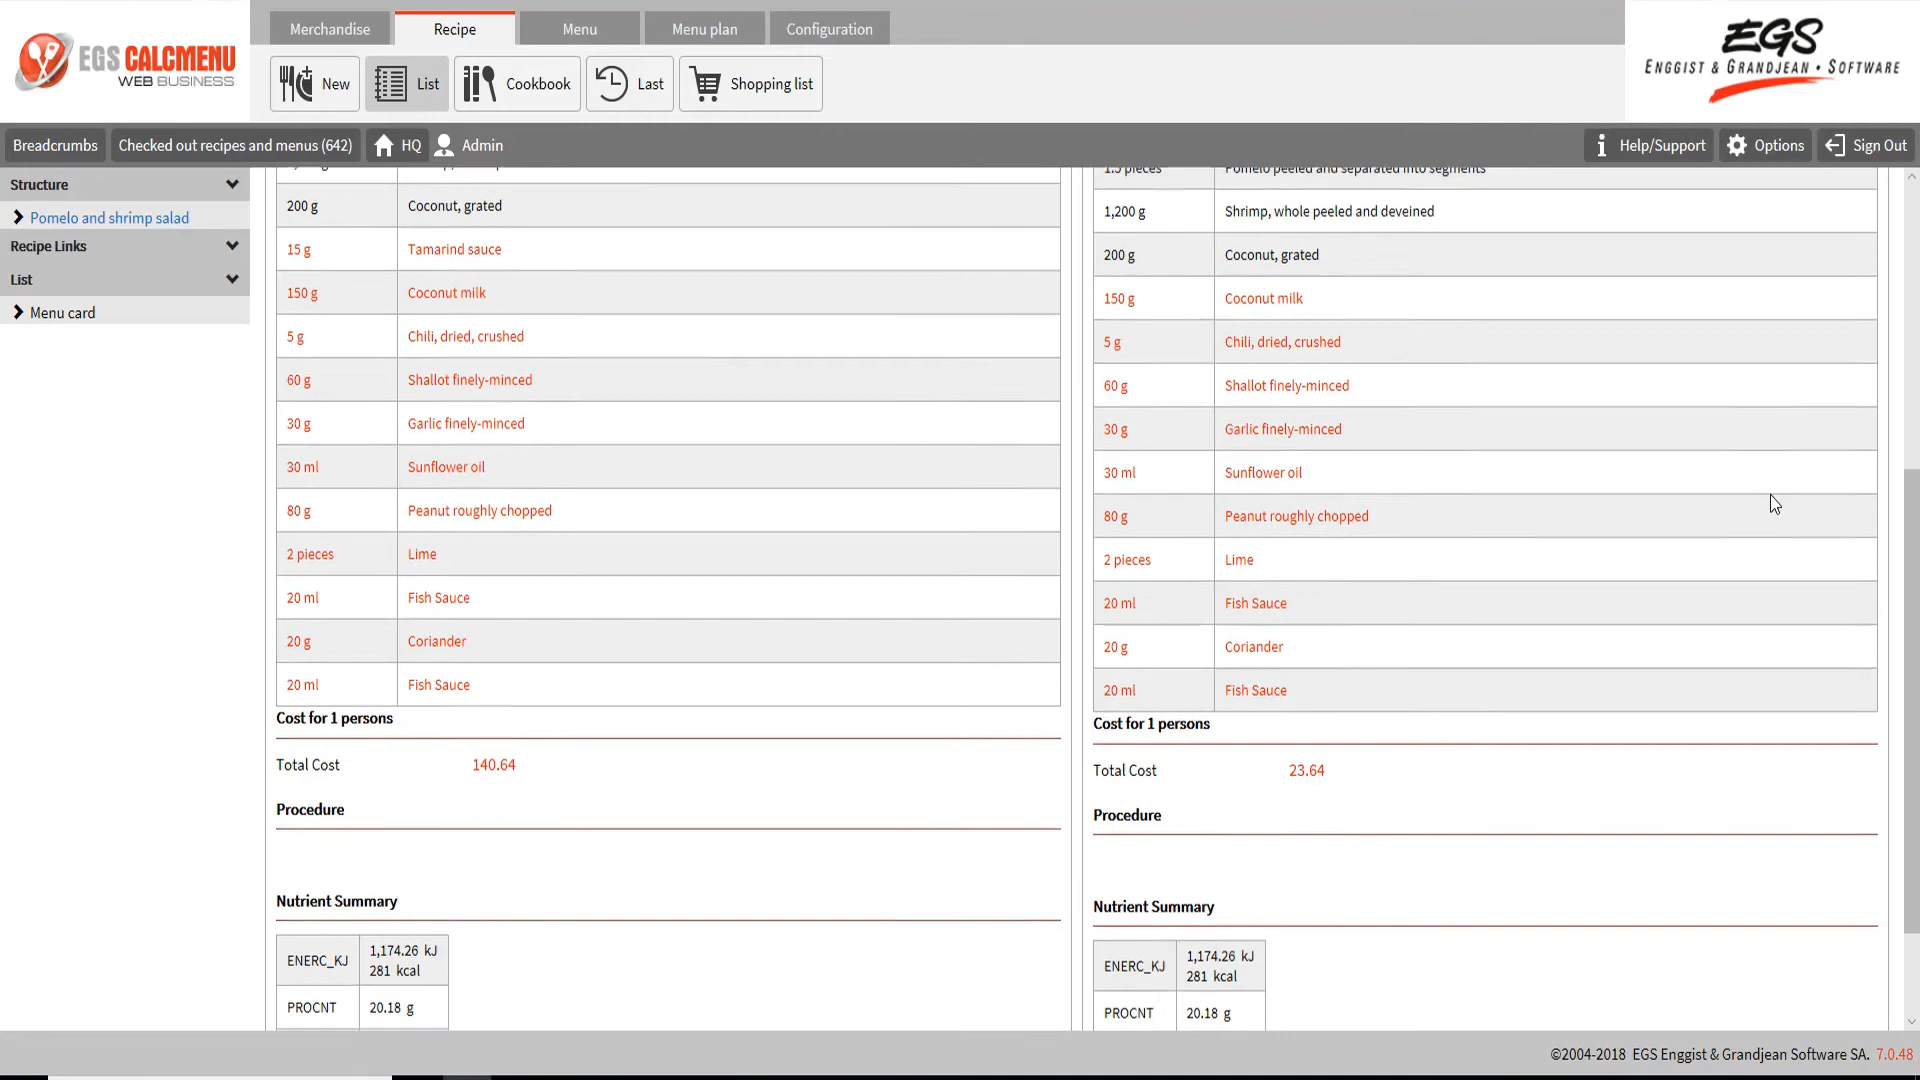 EGS CALCMENU
WEB BUSINESS
Merchandise
Recipe
Menu
Menu plan
Configuration
New
List
Cookbook
Last
Shopping list
EGS
ENGGIST & GRANDJEAN • SOFTWARE
Breadcrumbs
Checked out recipes and menus (642)
HQ
Admin
Help/Support
Options
Sign Out
Structure
Pomelo and shrimp salad
Recipe Links
List
Menu card
200 g Coconut, grated
15 g Tamarind sauce
150 g Coconut milk
5 g Chili, dried, crushed
60 g Shallot finely-minced
30 g Garlic finely-minced
30 ml Sunflower oil
80 g Peanut roughly chopped
2 pieces Lime
20 ml Fish Sauce
20 g Coriander
20 ml Fish Sauce
Cost for 1 persons
Total Cost 140.64
Procedure
Nutrient Summary
ENERC_KJ 1,174.26 kJ
281 kcal
PROCNT 20.18 g
1.5 pieces Pomelo peeled and separated into segments
1,200 g Shrimp, whole peeled and deveined
200 g Coconut, grated
150 g Coconut milk
5 g Chili, dried, crushed
60 g Shallot finely-minced
30 g Garlic finely-minced
30 ml Sunflower oil
80 g Peanut roughly chopped
2 pieces Lime
20 ml Fish Sauce
20 g Coriander
20 ml Fish Sauce
Cost for 1 persons
Total Cost 23.64
Procedure
Nutrient Summary
ENERC_KJ 1,174.26 kJ
281 kcal
PROCNT 20.18 g
©2004-2018 EGS Enggist & Grandjean Software SA. 7.0.48